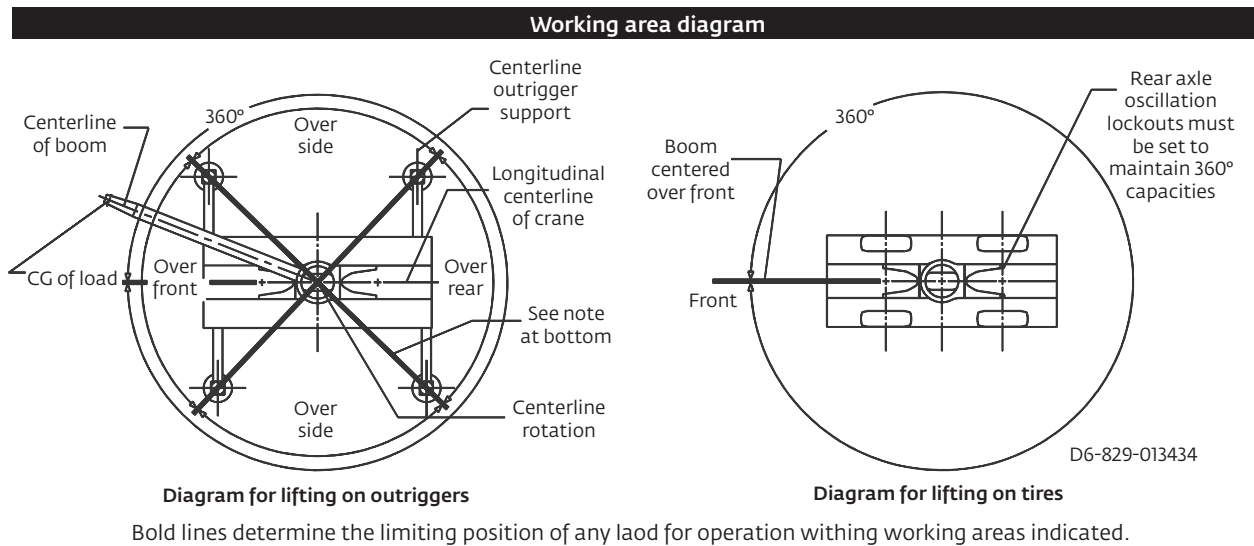 Working area diagram
Centerline
of boom
360°
Over
side
Centerline
outrigger
support
Longitudinal
centerline
of crane
CG of load
Over
front
Over
rear
See note
at bottom
Over
side
Centerline
rotation
Diagram for lifting on outriggers
360°
Boom
centered
over front
Rear axle
oscillation
lockouts must
be set to
maintain 360°
capacities
Front
D6-829-013434
Diagram for lifting on tires
Bold lines determine the limiting position of any laod for operation withing working areas indicated.